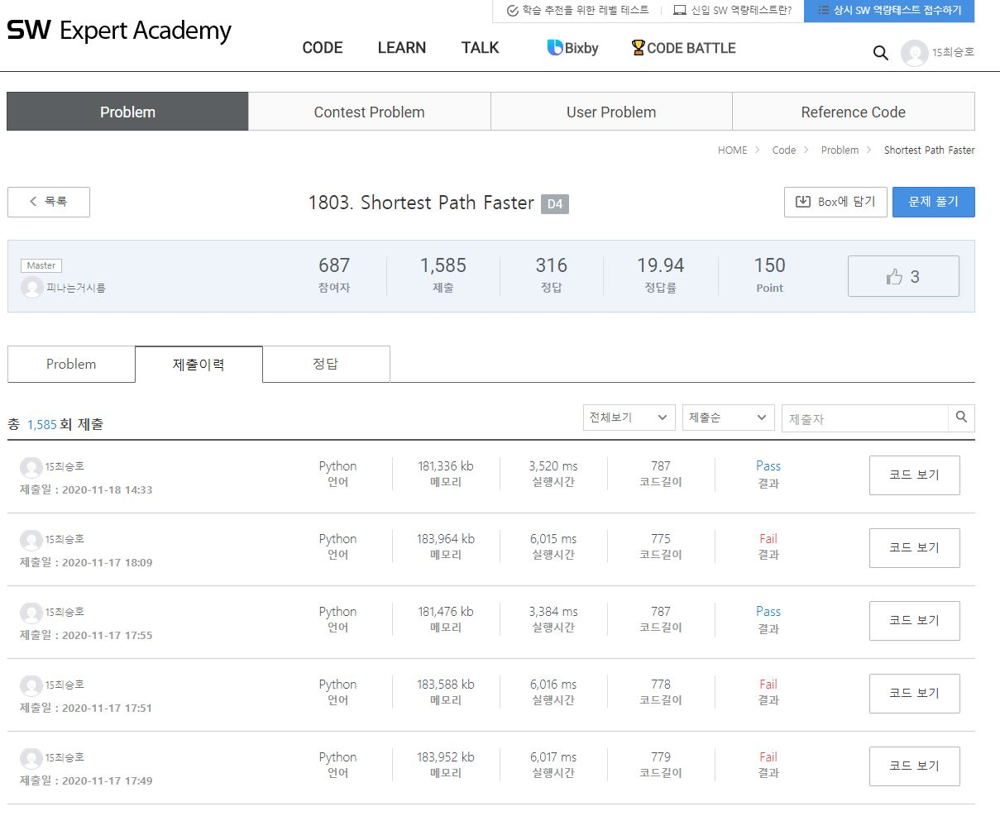 학습 추천을 위한 레벨 테스트 신입 SW 역량테스트란? 상시 SW 역량테스트 접수하기
SW Expert Academy
CODE LEARN TALK Bixby CODE BATTLE
15최승호
Problem Contest Problem User Problem Reference Code
HOME > Code > Problem > Shortest Path Faster
< 목록 1803. Shortest Path Faster D4 Box에 담기 문제 풀기
Master
피나는거시름
687 1,585 316 19.94 150 3
참여자 제출 정답 정답률 Point
Problem 제출이력 정답
총 1,585회 제출 전체보기 제출순 제출자
15최승호 Python 181,336 kb 3,520 ms 787 Pass 코드 보기
제출일 : 2020-11-18 14:33 언어 메모리 실행시간 코드길이 결과
15최승호 Python 183,964 kb 6,015 ms 775 Fail 코드 보기
제출일 : 2020-11-17 18:09 언어 메모리 실행시간 코드길이 결과
15최승호 Python 181,476 kb 3,384 ms 787 Pass 코드 보기
제출일 : 2020-11-17 17:55 언어 메모리 실행시간 코드길이 결과
15최승호 Python 183,588 kb 6,016 ms 778 Fail 코드 보기
제출일 : 2020-11-17 17:51 언어 메모리 실행시간 코드길이 결과
15최승호 Python 183,952 kb 6,017 ms 779 Fail 코드 보기
제출일 : 2020-11-17 17:49 언어 메모리 실행시간 코드길이 결과